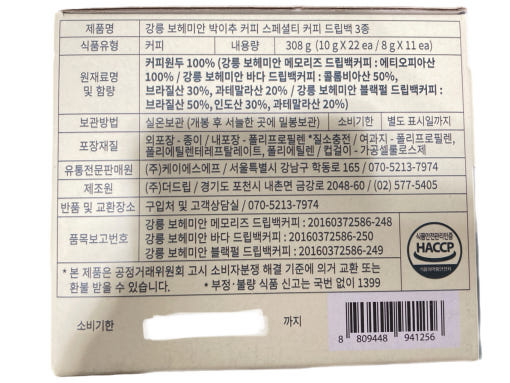 제품명 강릉 보헤미안 박이추 커피 스페셜티 커피 드립백 3종
식품유형 커피 내용량 308 g (10 g X 22 ea / 8 g X 11 ea)
원재료명 및 함량
커피원두 100% (강릉 보헤미안 메모리즈 드립백커피 : 에티오피아산
100% / 강릉 보헤미안 바다 드립백커피 : 콜롬비아산 50%,
브라질산 30%, 과테말라산 20% / 강릉 보헤미안 블랙펄 드립백커피 :
브라질산 50%, 인도산 30%, 과테말라산 20%)
보관방법 실온보관 (개봉 후 서늘한 곳에 밀봉보관) 소비기한 별도 표시일까지
포장재질 외포장 - 종이 / 내포장 - 폴리프로필렌 *질소충전 / 여과지 - 폴리프로필렌,
폴리에틸렌테레프탈레이트, 폴리에틸렌 / 컵걸이 - 가공셀룰로스제
유통전문판매원 (주)케이에스에프 / 서울특별시 강남구 학동로 165 / 070-5213-7974
제조원 (주)더드립 / 경기도 포천시 내촌면 금강로 2048-60 / (02) 577-5405
반품 및 교환장소 구입처 및 고객상담실 / 070-5213-7974
품목보고번호
강릉 보헤미안 메모리즈 드립백커피 : 20160372586-248
강릉 보헤미안 바다 드립백커피 : 20160372586-250
강릉 보헤미안 블랙펄 드립백커피 : 20160372586-249
식품안전관리인증
HACCP
식품의약품안전처
* 본 제품은 공정거래위원회 고시 소비자분쟁 해결 기준에 의거 교환 또는
환불 받을 수 있습니다. * 부정·불량 식품 신고는 국번 없이 1399
소비기한 까지
8 809448 941256